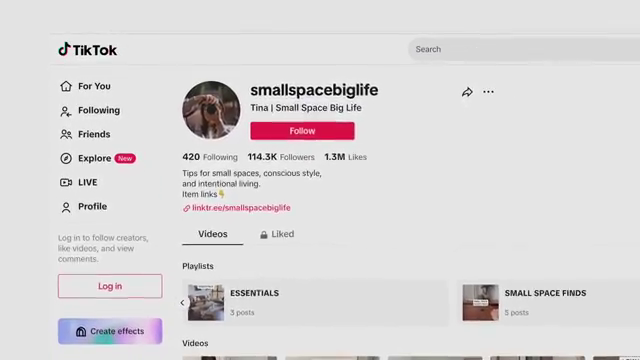 TikTok
Search
smallspacebiglife
Tina | Small Space Big Life
Follow
420 Following 114.3K Followers 1.3M Likes
Tips for small spaces, conscious style,
and intentional living.
Item links👇
linktr.ee/smallspacebiglife
For You
Following
Friends
Explore New
LIVE
Profile
Log in to follow creators,
like videos, and view
comments.
Log in
Create effects
Videos Liked
Playlists
ESSENTIALS
3 posts
SMALL SPACE FINDS
5 posts
Videos